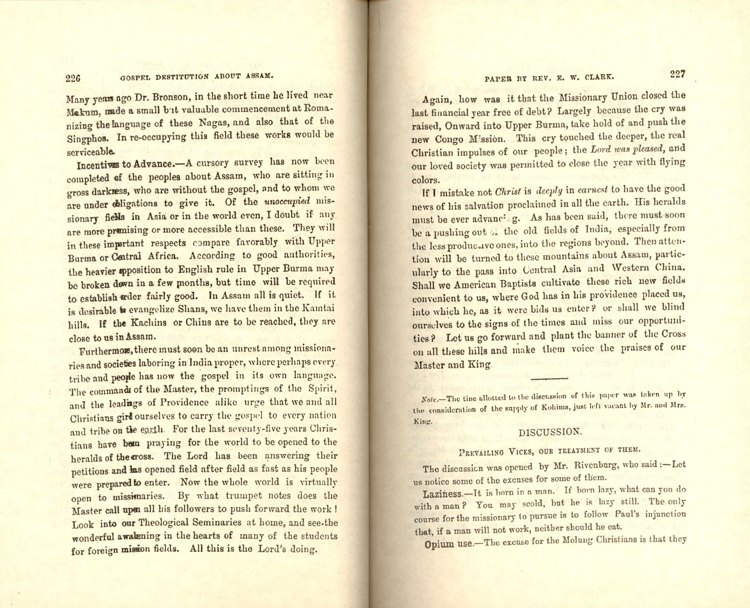 226 GOSPEL DESTITUTION ABOUT ASSAM.
Many years ago Dr. Bronson, in the short time he lived near
Makum, made a small but valuable commencement at Roma-
nizing the language of these Nagas, and also that of the
Singphos. In re-occupying this field these works would be
serviceable.
Incentives to Advance.—A cursory survey has now been
completed of the peoples about Assam, who are sitting in
gross darkness, who are without the gospel, and to whom we
are under obligations to give it. Of the unoccupied mis-
sionary fields in Asia or in the world even, I doubt if any
are more promising or more accessible than these. They will
in these important respects compare favorably with Upper
Burma or Central Africa. According to good authorities,
the heavier opposition to English rule in Upper Burma may
be broken down in a few months, but time will be required
to establish order fairly good. In Assam all is quiet. If it
is desirable to evangelize Shans, we have them in the Kamtai
hills. If the Kachins or Chins are to be reached, they are
close to us in Assam.
Furthermore, there must soon be an unrest among missiona-
ries and societies laboring in India proper, where perhaps every
tribe and people has now the gospel in its own language.
The commands of the Master, the promptings of the Spirit,
and the leadings of Providence alike urge that we and all
Christians gird ourselves to carry the gospel to every nation
and tribe on the earth. For the last seventy-five years Chris-
tians have been praying for the world to be opened to the
heralds of the cross. The Lord has been answering their
petitions and has opened field after field as fast as his people
were prepared to enter. Now the whole world is virtually
open to missionaries. By what trumpet notes does the
Master call upon all his followers to push forward the work!
Look into our Theological Seminaries at home, and see the
wonderful awakening in the hearts of many of the students
for foreign mission fields. All this is the Lord's doing.
PAPER BY REV. E. W. CLARK. 227
Again, how was it that the Missionary Union closed the
last financial year free of debt? Largely because the cry was
raised, Onward into Upper Burma, take hold of and push the
new Congo Mission. This cry touched the deeper, the real
Christian impulses of our people; the Lord was pleased, and
our loved society was permitted to close the year with flying
colors.
If I mistake not Christ is deeply in earnest to have the good
news of his salvation proclaimed in all the earth. His heralds
must be ever advancing. As has been said, there must soon
be a pushing out the old fields of India, especially from
the less productive ones, into the regions beyond. Then atten-
tion will be turned to these mountains about Assam, partic-
ularly to the pass into Central Asia and Western China.
Shall we American Baptists cultivate these rich new fields
convenient to us, where God has in his providence placed us,
into which he, as it were bids us enter? or shall we blind
ourselves to the signs of the times and miss our opportuni-
ties? Let us go forward and plant the banner of the Cross
on all these hills and make them voice the praises of our
Master and King
Note.—The time allotted to the discussion of this paper was taken up by
the consideration of the supply of Kohima, just left vacant by Mr. and Mrs.
King.
DISCUSSION.
PREVAILING VICES, OUR TREATMENT OF THEM.
The discussion was opened by Mr. Rivenburg, who said:—Let
us notice some of the excuses for some of them.
Laziness.—It is born in a man. If born lazy, what can you do
with a man? You may scold, but he is lazy still. The only
course for the missionary to pursue is to follow Paul's injunction
that, if a man will not work, neither should he eat.
Opium use.—The excuse for the Molung Christians is that they